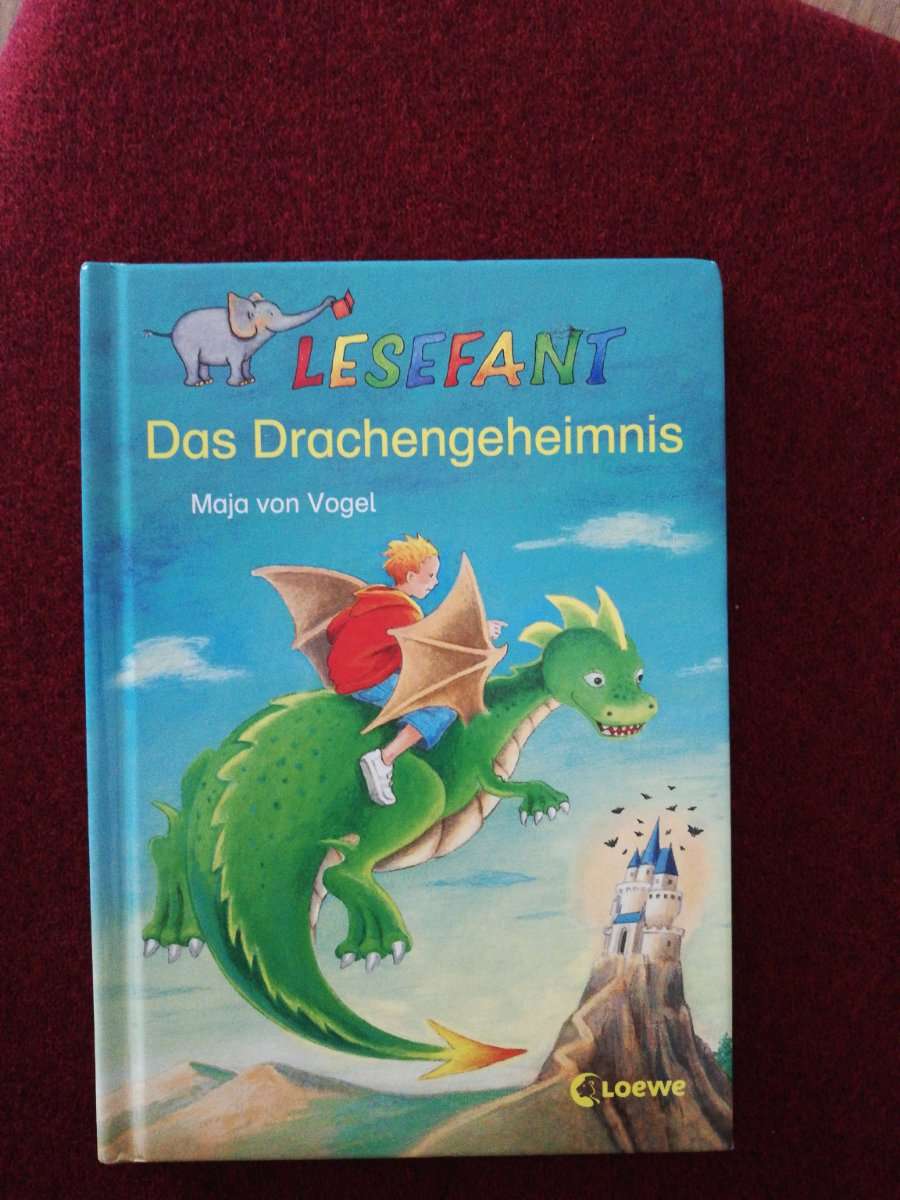 LESEFANT
Das Drachengeheimnis
Maja von Vogel
LOEWE